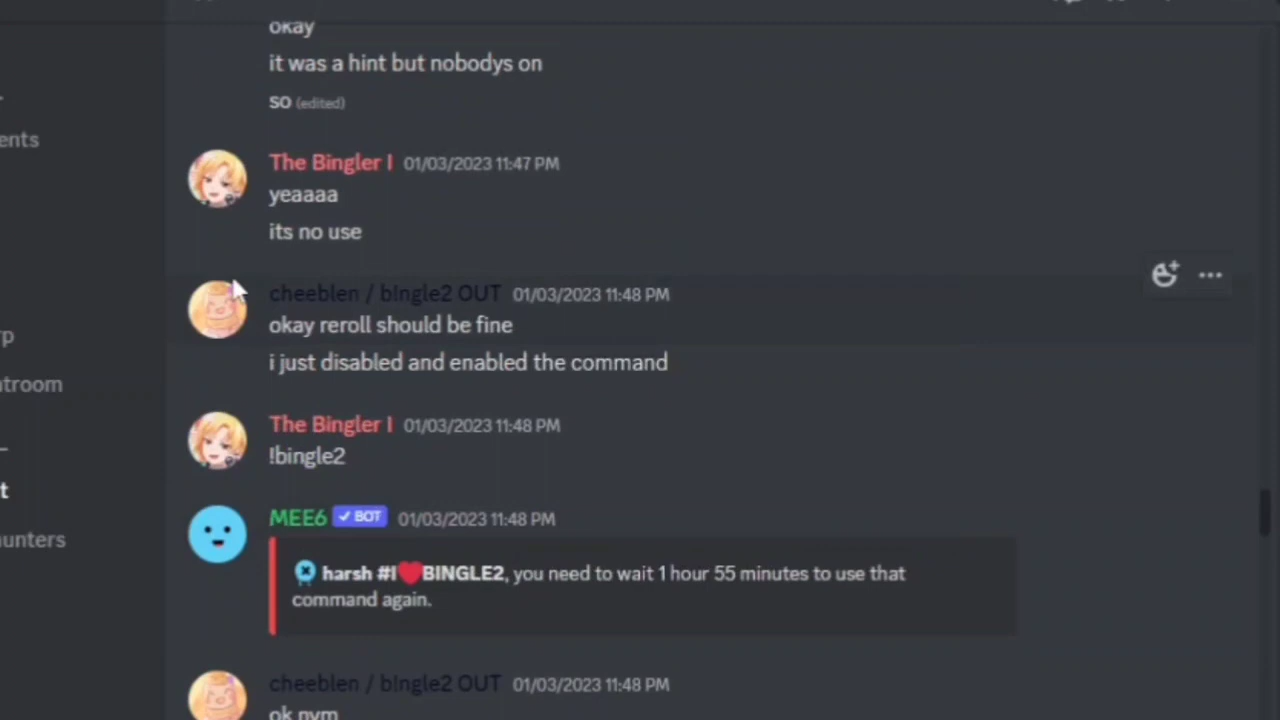 okay
it was a hint but nobodys on
so (edited)
ents
The Bingler I 01/03/2023 11:47 PM
yeaaaa
its no use
cheeblen / bingle2 OUT 01/03/2023 11:48 PM
okay reroll should be fine
rp
i just disabled and enabled the command
troom
The Bingler I 01/03/2023 11:48 PM
!bingle2
t
MEE6 ✓ BOT 01/03/2023 11:48 PM
unters
harsh #I❤BINGLE2, you need to wait 1 hour 55 minutes to use that
command again.
cheeblen / bingle2 OUT 01/03/2023 11:48 PM
ok nvm